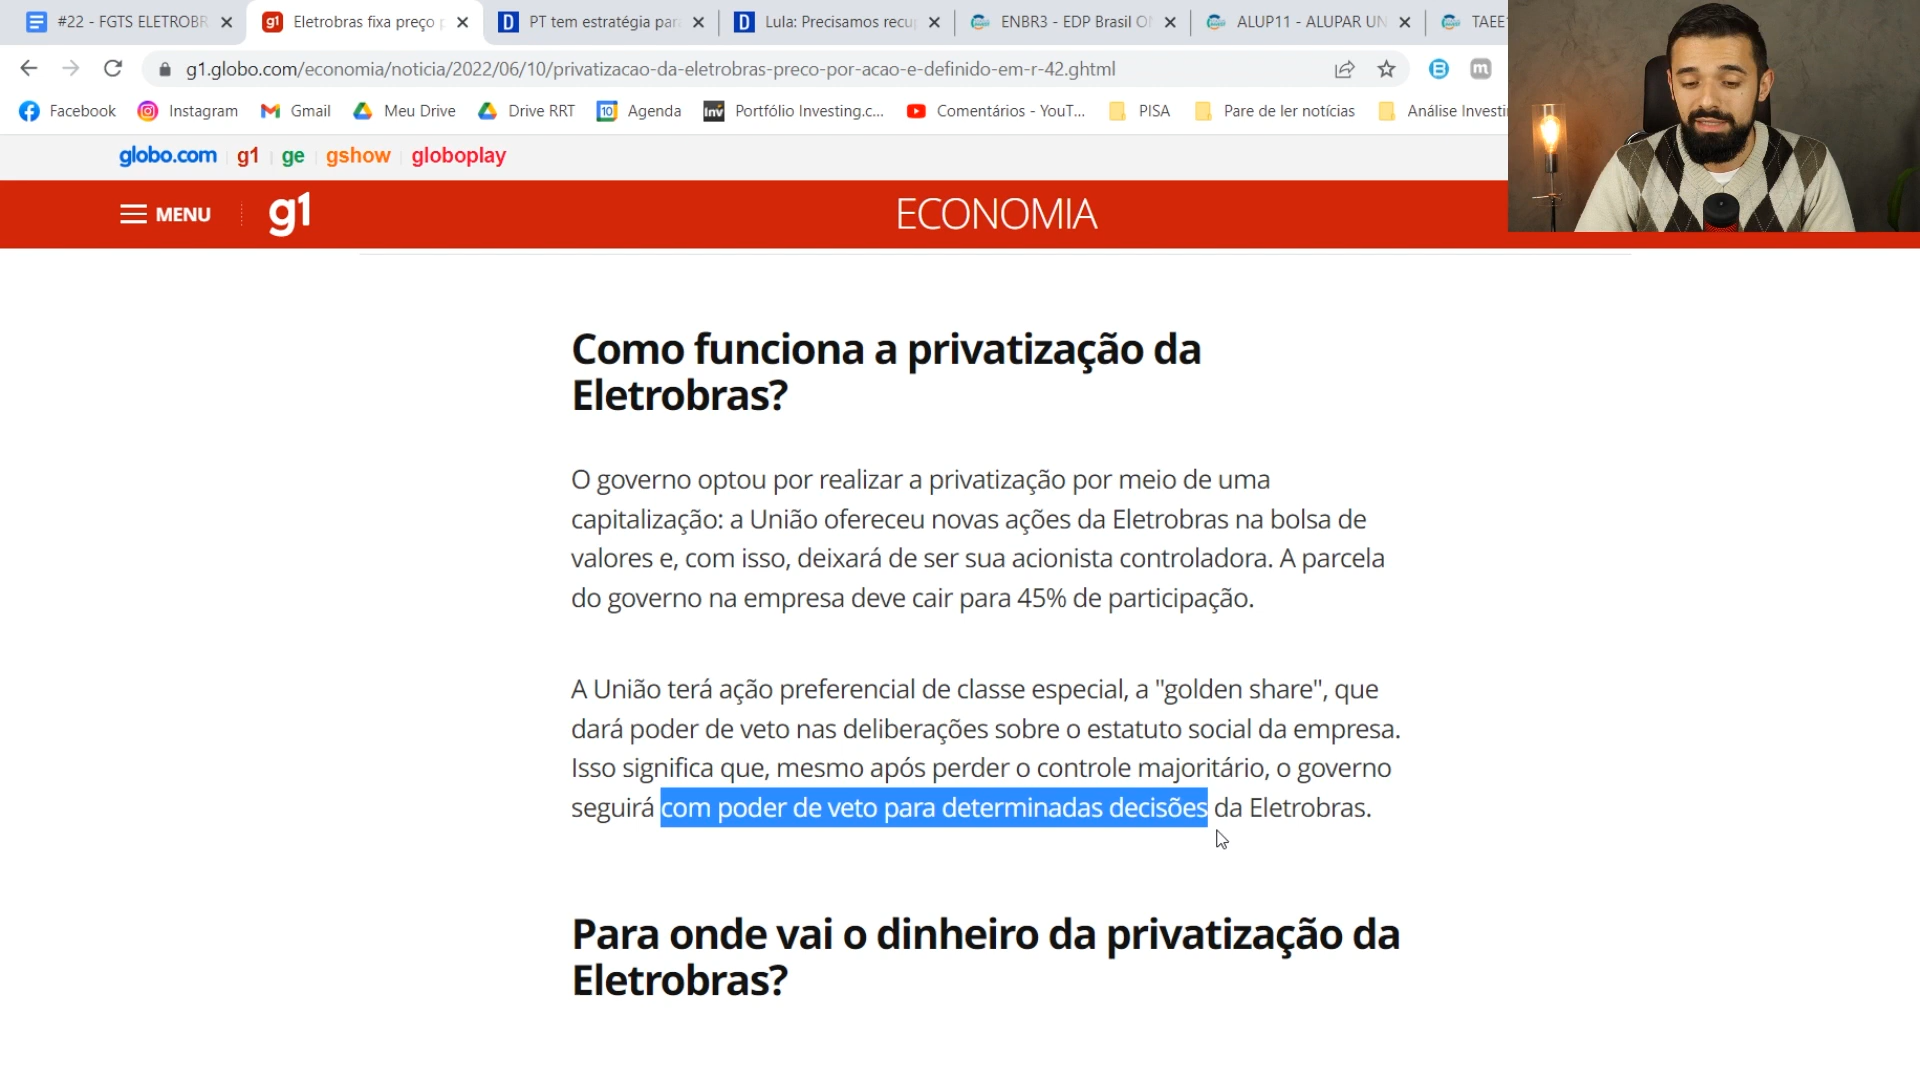 #22 - FGTS ELETROBR
Eletrobras fixa preço p
PT tem estratégia para
Lula: Precisamos recup
ENBR3 - EDP Brasil ON
ALUP11 - ALUPAR UN
TAEE
g1.globo.com/economia/noticia/2022/06/10/privatizacao-da-eletrobras-preco-por-acao-e-definido-em-r-42.ghtml
Facebook
Instagram
Gmail
Meu Drive
Drive RRT
10
Agenda
Inv
Portfólio Investing.c...
Comentários - YouT...
PISA
Pare de ler notícias
Análise Investi
globo.com g1 ge gshow globoplay
MENU g1 ECONOMIA
Como funciona a privatização da
Eletrobras?
O governo optou por realizar a privatização por meio de uma
capitalização: a União ofereceu novas ações da Eletrobras na bolsa de
valores e, com isso, deixará de ser sua acionista controladora. A parcela
do governo na empresa deve cair para 45% de participação.
A União terá ação preferencial de classe especial, a "golden share", que
dará poder de veto nas deliberações sobre o estatuto social da empresa.
Isso significa que, mesmo após perder o controle majoritário, o governo
seguirá com poder de veto para determinadas decisões da Eletrobras.
Para onde vai o dinheiro da privatização da
Eletrobras?